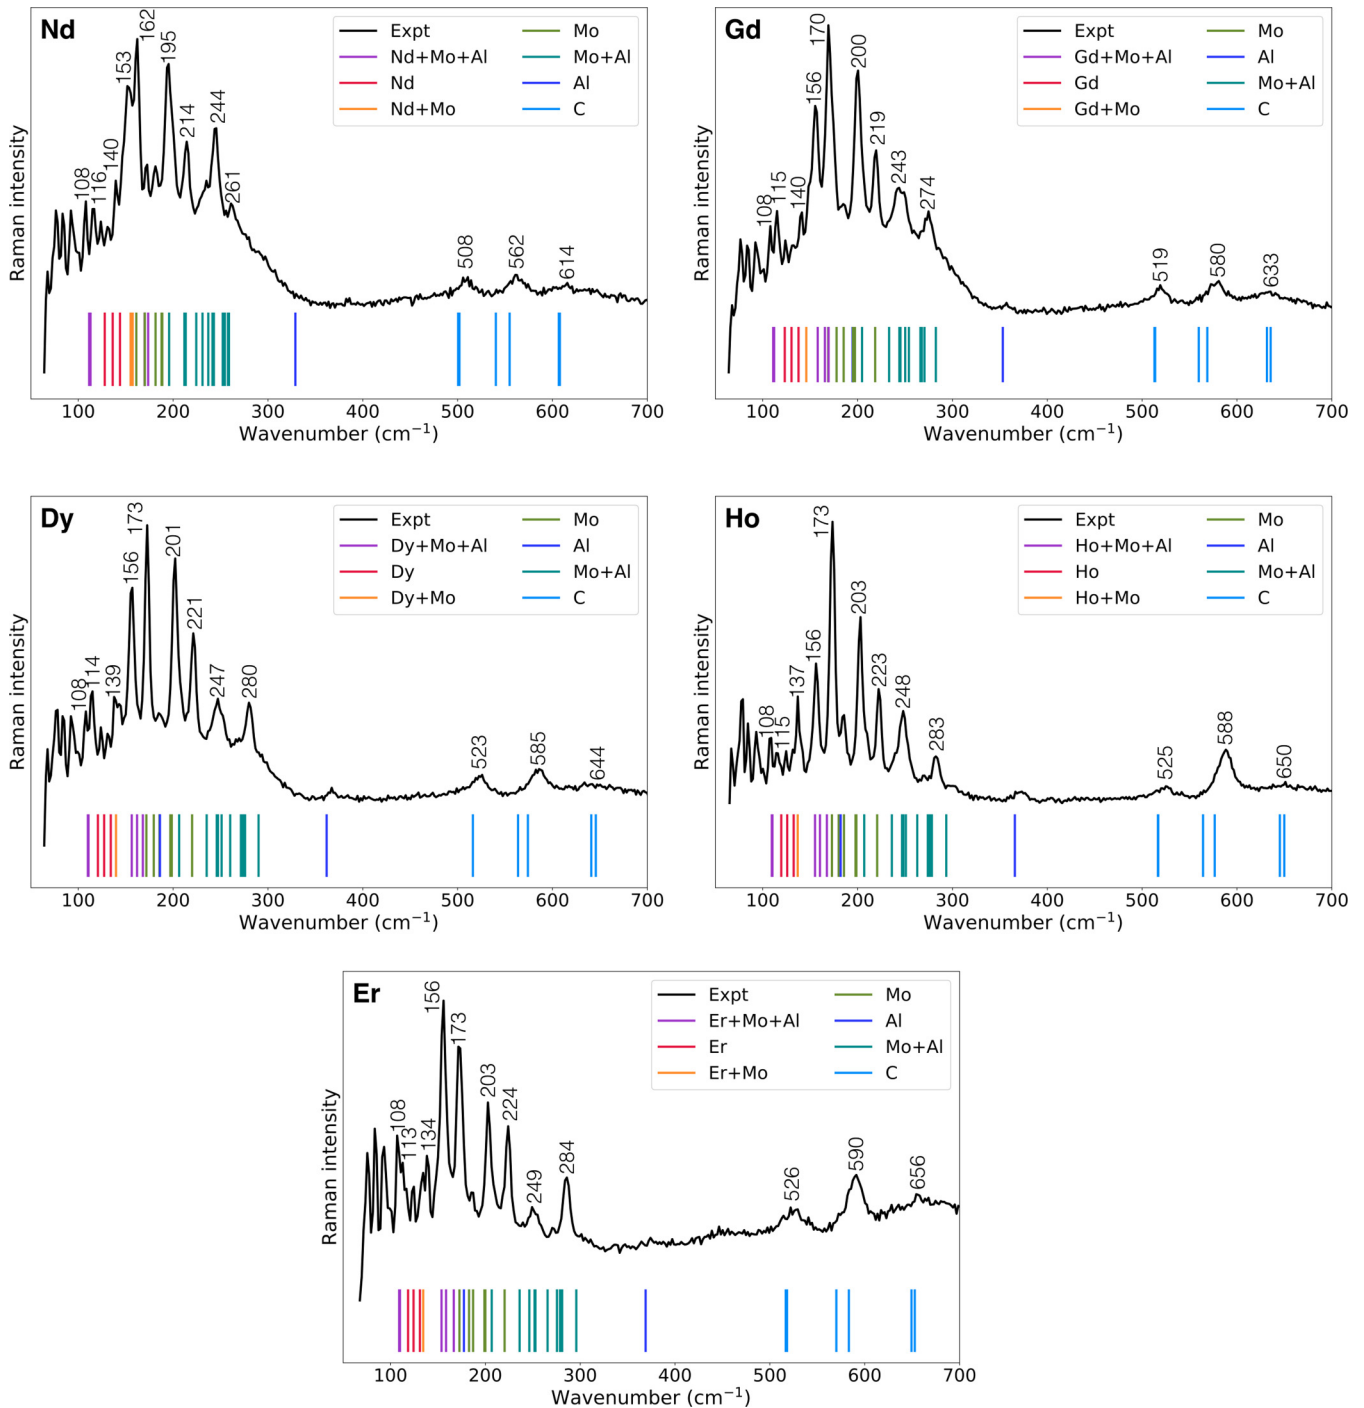 Nd
Expt
Nd+Mo+Al
Nd
Nd+Mo
Mo
Mo+Al
Al
C
108
116
140
153
162
195
214
244
261
508
562
614
Raman intensity
100 200 300 400 500 600 700
Wavenumber (cm⁻¹)
Gd
Expt
Gd+Mo+Al
Gd
Gd+Mo
Mo
Al
Mo+Al
C
108
115
140
156
170
200
219
243
274
519
580
633
Raman intensity
100 200 300 400 500 600 700
Wavenumber (cm⁻¹)
Dy
Expt
Dy+Mo+Al
Dy
Dy+Mo
Mo
Al
Mo+Al
C
108
114
139
156
173
201
221
247
280
523
585
644
Raman intensity
100 200 300 400 500 600 700
Wavenumber (cm⁻¹)
Ho
Expt
Ho+Mo+Al
Ho
Ho+Mo
Mo
Al
Mo+Al
C
108
115
137
156
173
203
223
248
283
525
588
650
Raman intensity
100 200 300 400 500 600 700
Wavenumber (cm⁻¹)
Er
Expt
Er+Mo+Al
Er
Er+Mo
Mo
Al
Mo+Al
C
108
113
134
156
173
203
224
249
284
526
590
656
Raman intensity
100 200 300 400 500 600 700
Wavenumber (cm⁻¹)